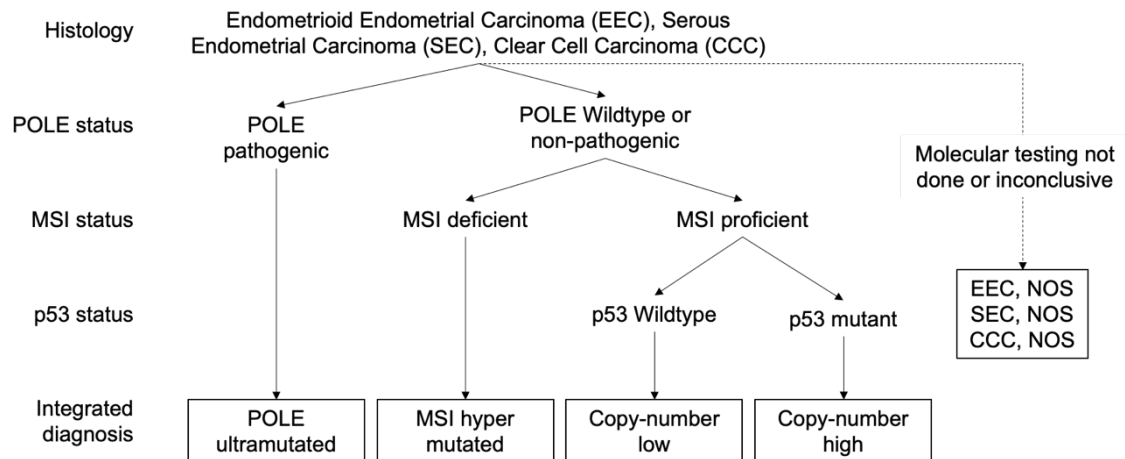 Histology
Endometrioid Endometrial Carcinoma (EEC), Serous
Endometrial Carcinoma (SEC), Clear Cell Carcinoma (CCC)
POLE status
POLE
pathogenic
POLE Wildtype or
non-pathogenic
Molecular testing not
done or inconclusive
MSI status
MSI deficient
MSI proficient
EEC, NOS
SEC, NOS
CCC, NOS
p53 status
p53 Wildtype
p53 mutant
Integrated
diagnosis
POLE
ultramutated
MSI hyper
mutated
Copy-number
low
Copy-number
high